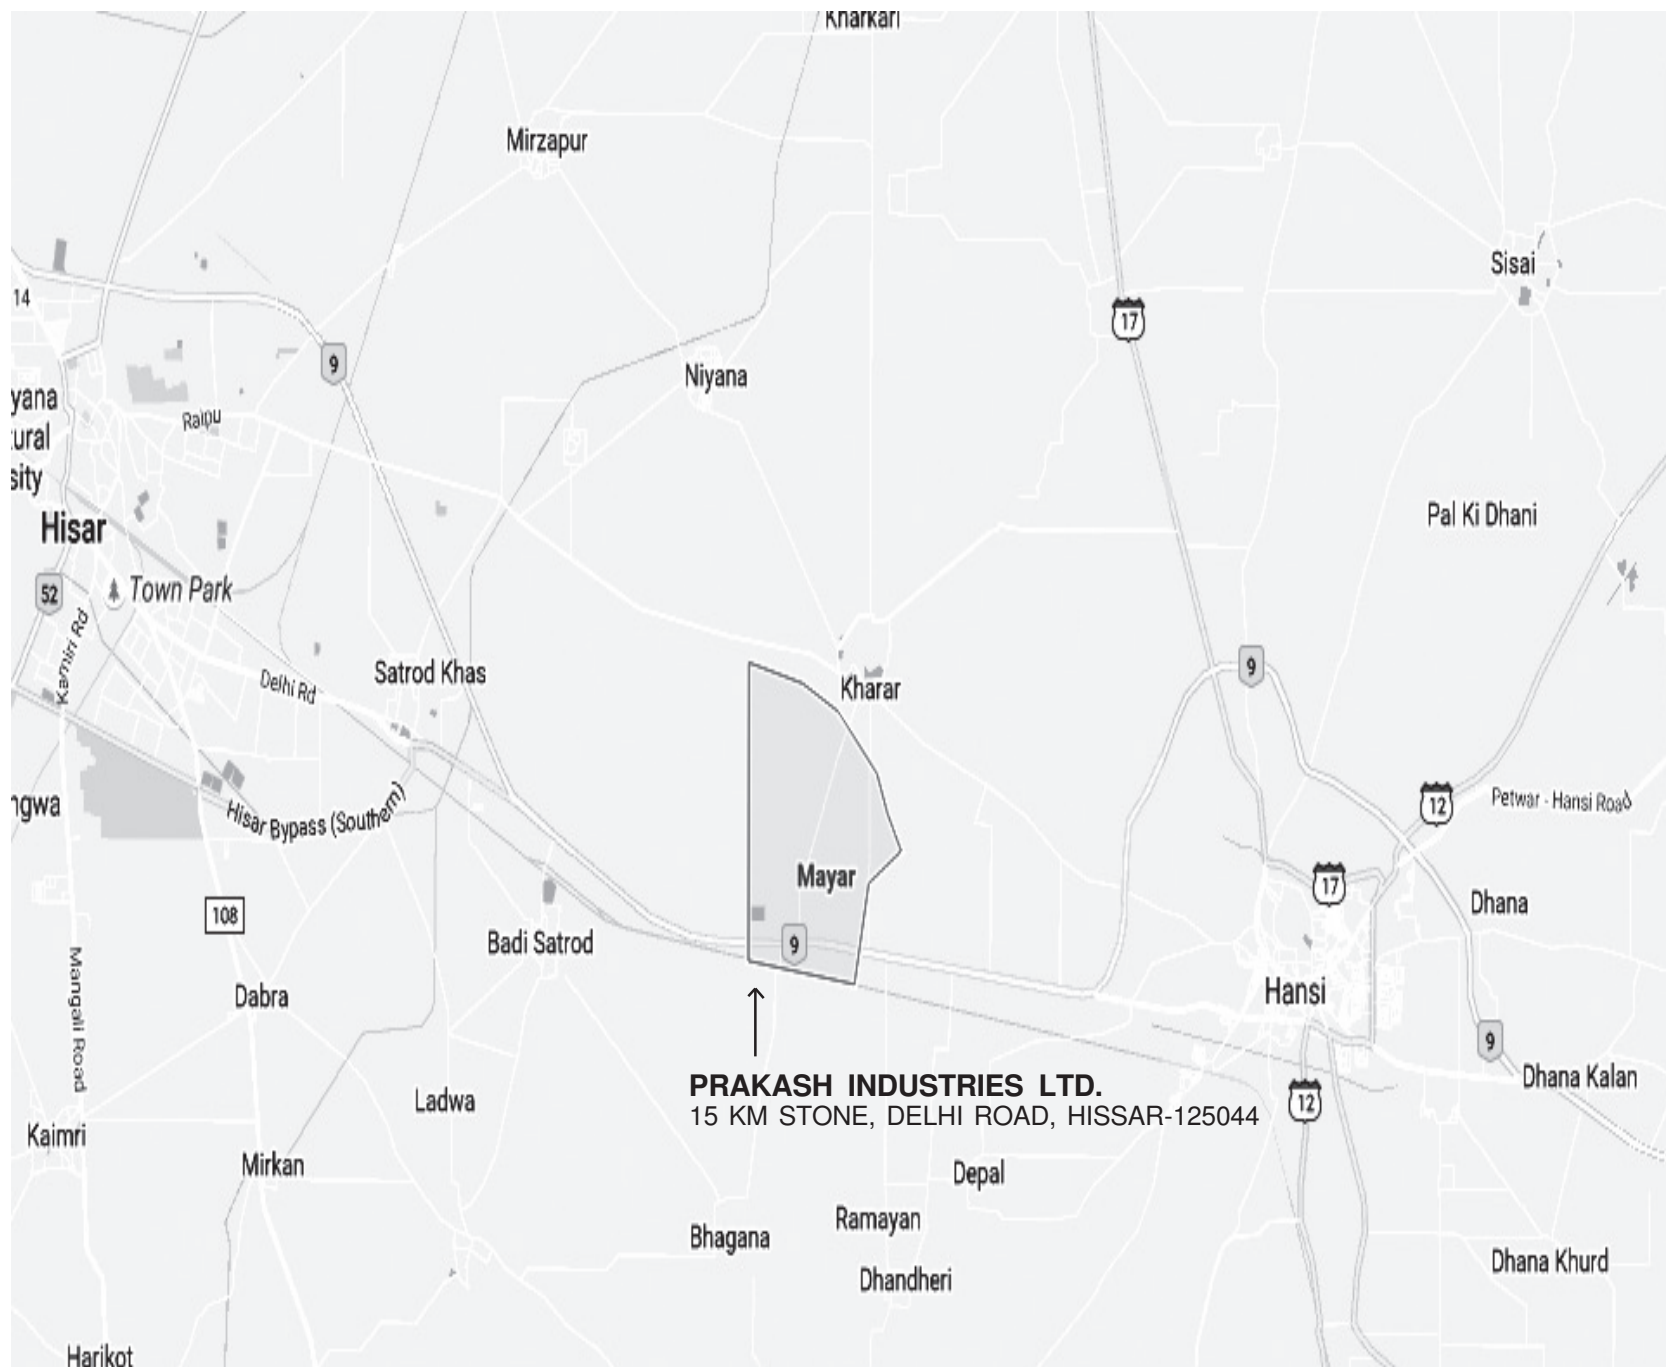 Kharkari
Mirzapur
Sisai
14
17
9
Niyana
yana
tural
sity
Raipu
Hisar
Pal Ki Dhani
52
Town Park
Kamiri Rd
Delhi Rd
Satrod Khas
Kharar
9
ngwa
Hisar Bypass (Southern)
12
Petwar - Hansi Road
Mayar
17
108
Dhana
Badi Satrod
9
Hansi
Dabra
Mangali Road
9
Dhana Kalan
PRAKASH INDUSTRIES LTD.
15 KM STONE, DELHI ROAD, HISSAR-125044
Ladwa
12
Kaimri
Mirkan
Depal
Ramayan
Bhagana
Dhandheri
Dhana Khurd
Harikot